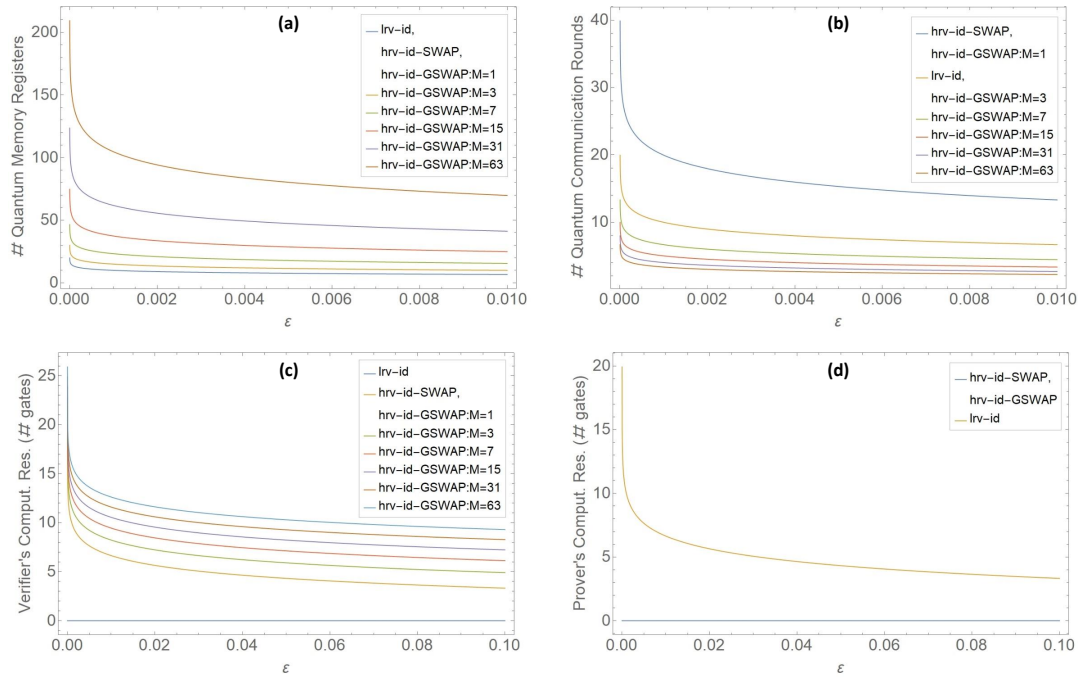 (a)
# Quantum Memory Registers
200
150
100
50
0
lrv-id,
hrv-id-SWAP,
hrv-id-GSWAP:M=1
hrv-id-GSWAP:M=3
hrv-id-GSWAP:M=7
hrv-id-GSWAP:M=15
hrv-id-GSWAP:M=31
hrv-id-GSWAP:M=63
0.000 0.002 0.004 0.006 0.008 0.010
ε
(b)
# Quantum Communication Rounds
40
30
20
10
hrv-id-SWAP,
hrv-id-GSWAP:M=1
lrv-id,
hrv-id-GSWAP:M=3
hrv-id-GSWAP:M=7
hrv-id-GSWAP:M=15
hrv-id-GSWAP:M=31
hrv-id-GSWAP:M=63
0.000 0.002 0.004 0.006 0.008 0.010
ε
(c)
Verifier's Comput. Res. (# gates)
25
20
15
10
5
0
lrv-id
hrv-id-SWAP,
hrv-id-GSWAP:M=1
hrv-id-GSWAP:M=3
hrv-id-GSWAP:M=7
hrv-id-GSWAP:M=15
hrv-id-GSWAP:M=31
hrv-id-GSWAP:M=63
0.00 0.02 0.04 0.06 0.08 0.10
ε
(d)
Prover's Comput. Res. (# gates)
20
15
10
5
0
hrv-id-SWAP,
hrv-id-GSWAP
lrv-id
0.00 0.02 0.04 0.06 0.08 0.10
ε